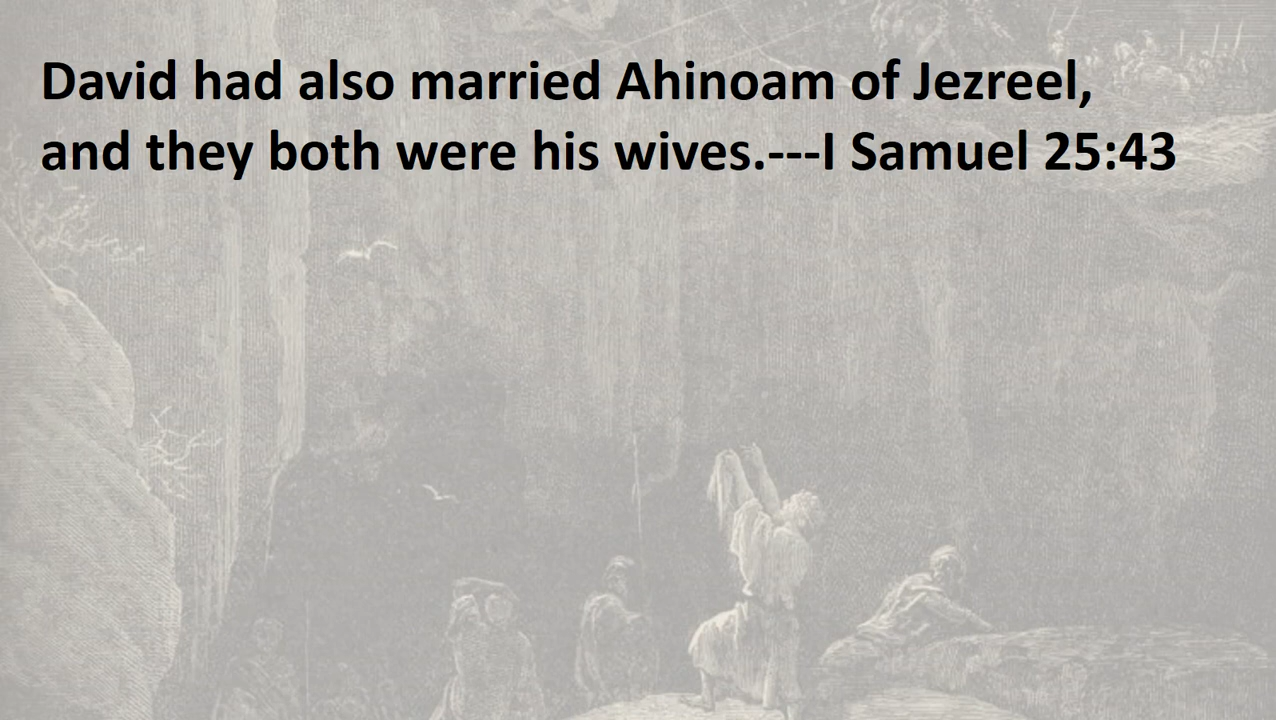 David had also married Ahinoam of Jezreel,
and they both were his wives.---I Samuel 25:43